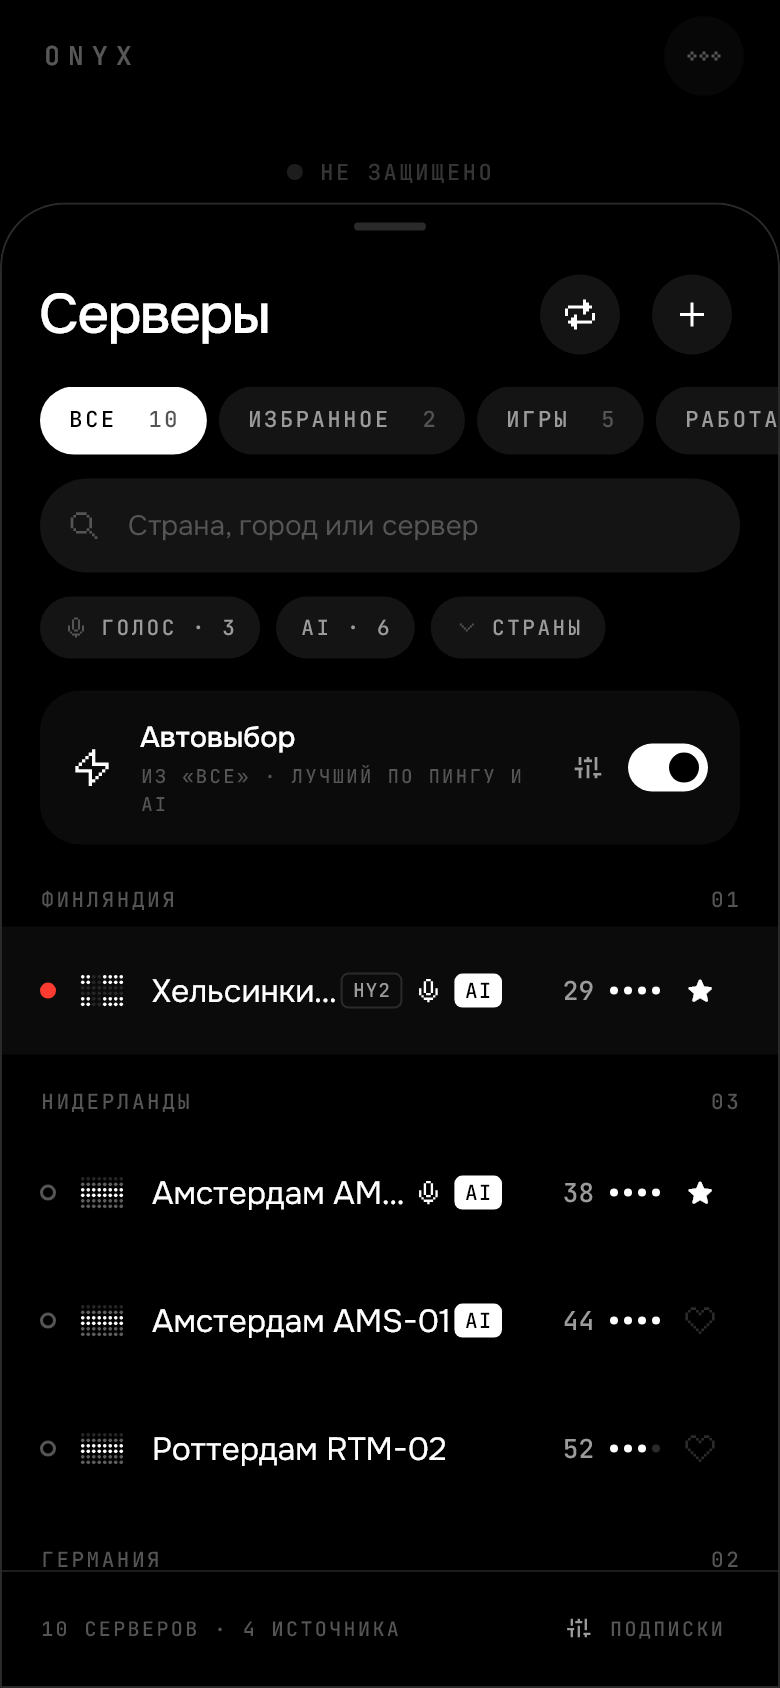 ONYX
НЕ ЗАЩИЩЕНО
Серверы
ВСЕ 10 ИЗБРАННОЕ 2 ИГРЫ 5 РАБОТА
Страна, город или сервер
ГОЛОС · 3 AI · 6 СТРАНЫ
Автовыбор
ИЗ «ВСЕ» · ЛУЧШИЙ ПО ПИНГУ И
AI
ФИНЛЯНДИЯ 01
Хельсинки... HY2 AI 29
НИДЕРЛАНДЫ 03
Амстердам AM... AI 38
Амстердам AMS-01 AI 44
Роттердам RTM-02 52
ГЕРМАНИЯ 02
10 СЕРВЕРОВ · 4 ИСТОЧНИКА ПОДПИСКИ